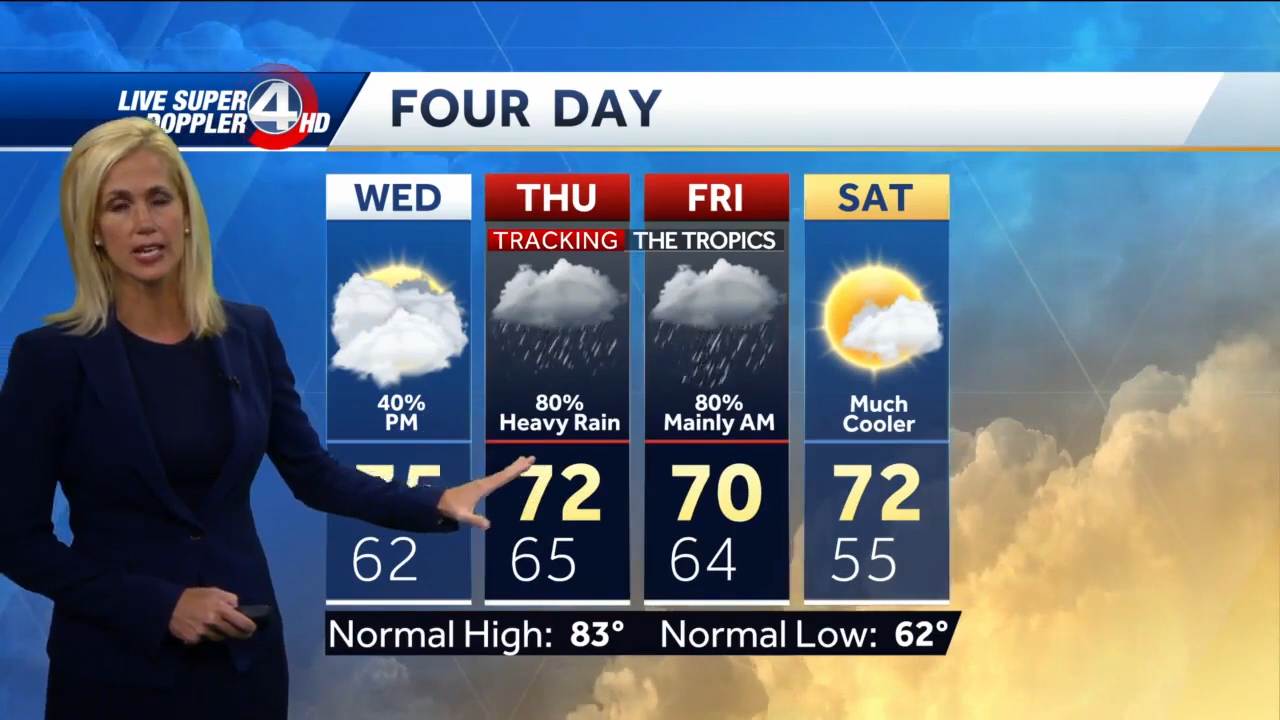 LIVE SUPER
DOPPLER 4 HD
FOUR DAY
WED
THU
FRI
SAT
TRACKING THE TROPICS
40%
PM
80%
Heavy Rain
80%
Mainly AM
Much
Cooler
72
70
72
62
65
64
55
Normal High: 83° Normal Low: 62°